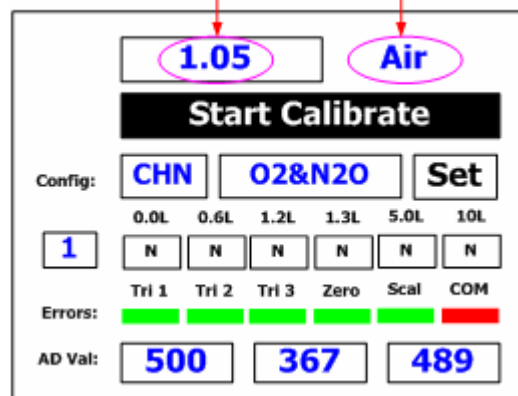 1.05 Air
Start Calibrate
Config: CHN O2&N2O Set
0.0L 0.6L 1.2L 1.3L 5.0L 10L
1 N N N N N N
Tri 1 Tri 2 Tri 3 Zero Scal COM
Errors:
AD Val: 500 367 489